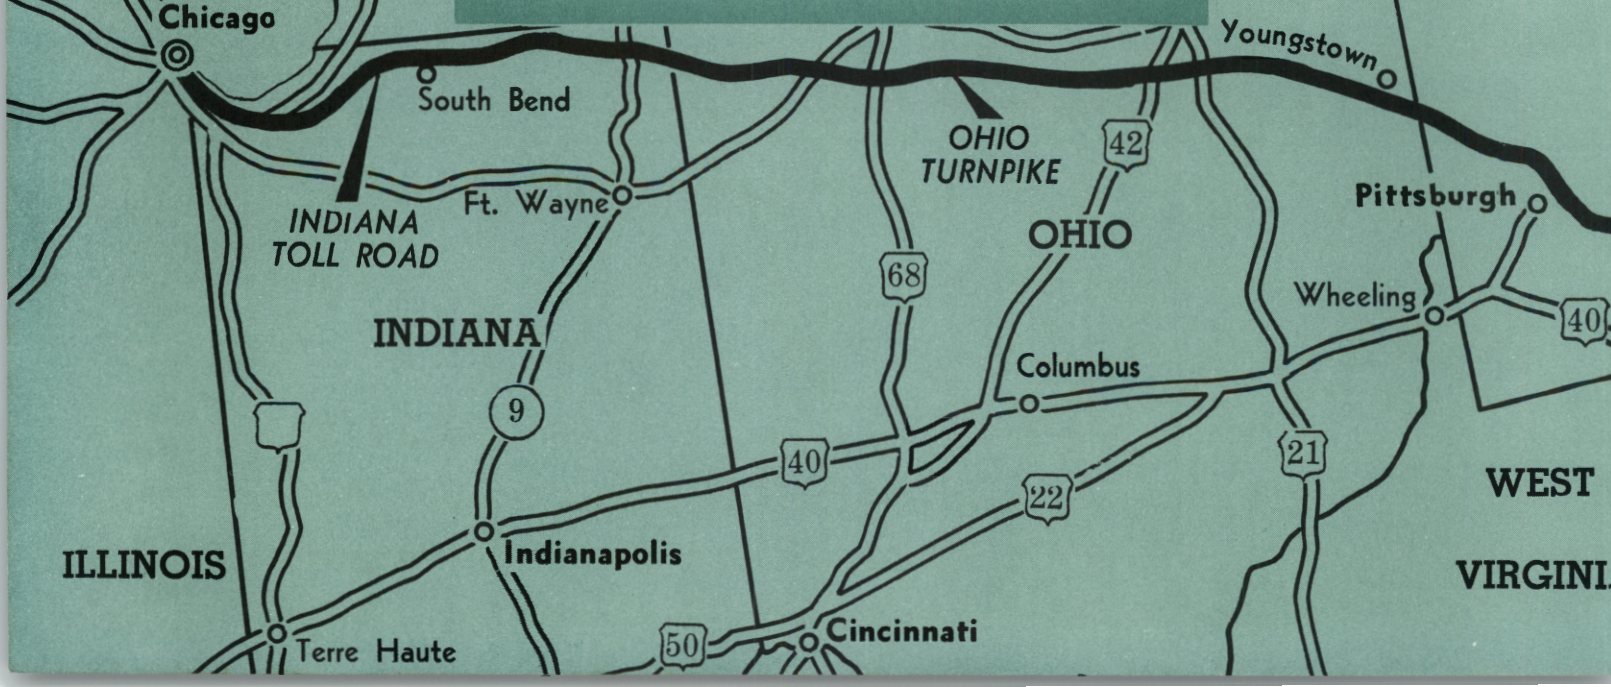 Chicago
Youngstown
South Bend
OHIO
TURNPIKE
42
Ft. Wayne
Pittsburgh
INDIANA
TOLL ROAD
OHIO
68
Wheeling
40
INDIANA
Columbus
9
40
21
22
WEST
Indianapolis
ILLINOIS
VIRGINI
50
Cincinnati
Terre Haute